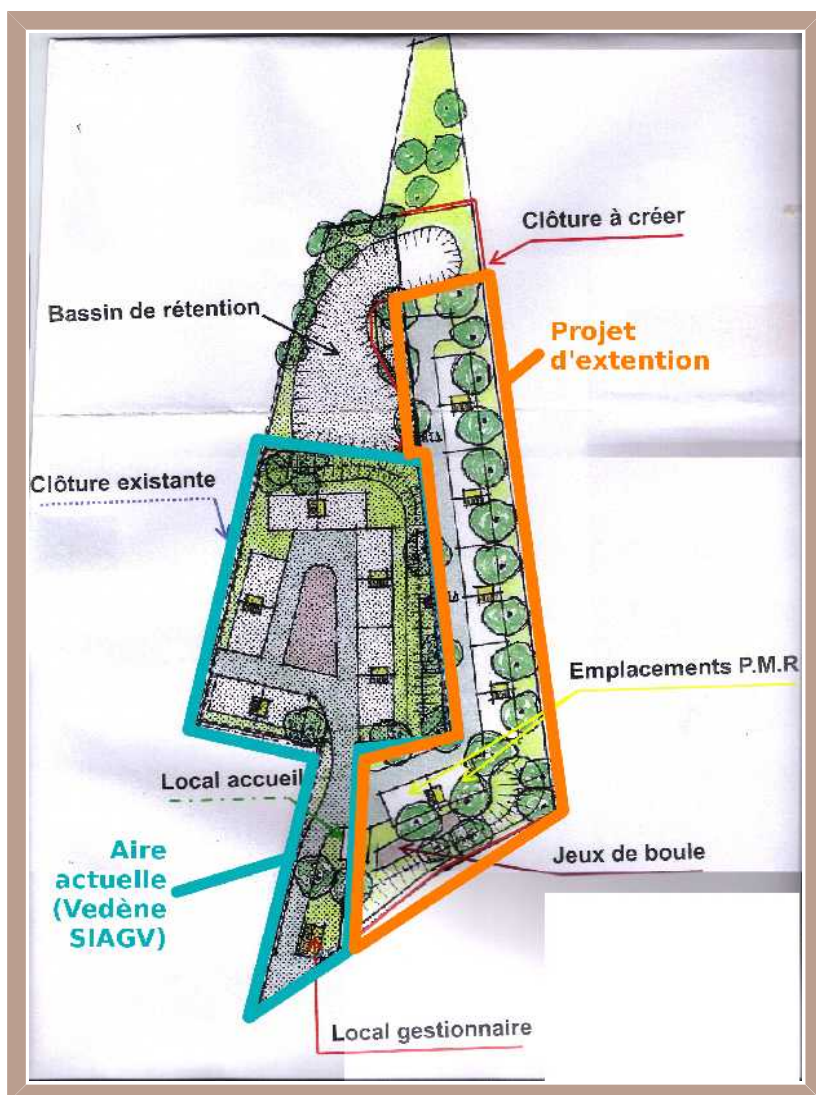 Clôture à créer
Bassin de rétention
Projet
d'extention
Clôture existante
Emplacements P.M.R
Local accueil
Aire
actuelle
(Vedène
SIAGV)
Jeux de boule
Local gestionnaire